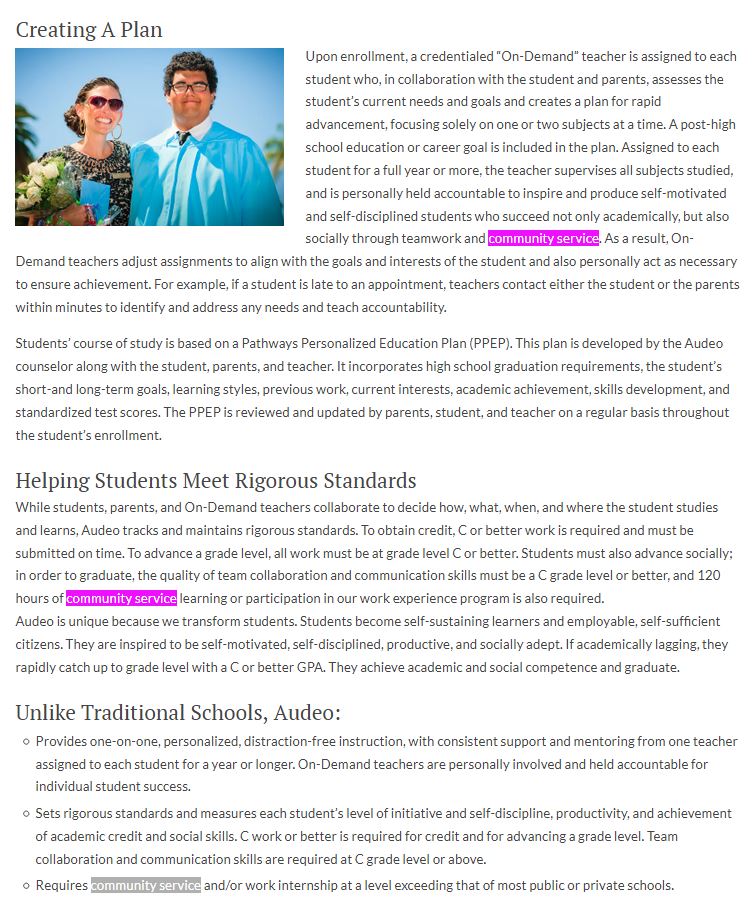 Creating A Plan
Upon enrollment, a credentialed “On-Demand” teacher is assigned to each
student who, in collaboration with the student and parents, assesses the
student’s current needs and goals and creates a plan for rapid
advancement, focusing solely on one or two subjects at a time. A post-high
school education or career goal is included in the plan. Assigned to each
student for a full year or more, the teacher supervises all subjects studied,
and is personally held accountable to inspire and produce self-motivated
and self-disciplined students who succeed not only academically, but also
socially through teamwork and community service. As a result, On-
Demand teachers adjust assignments to align with the goals and interests of the student and also personally act as necessary
to ensure achievement. For example, if a student is late to an appointment, teachers contact either the student or the parents
within minutes to identify and address any needs and teach accountability.
Students’ course of study is based on a Pathways Personalized Education Plan (PPEP). This plan is developed by the Audeo
counselor along with the student, parents, and teacher. It incorporates high school graduation requirements, the student’s
short-and long-term goals, learning styles, previous work, current interests, academic achievement, skills development, and
standardized test scores. The PPEP is reviewed and updated by parents, student, and teacher on a regular basis throughout
the student’s enrollment.
Helping Students Meet Rigorous Standards
While students, parents, and On-Demand teachers collaborate to decide how, what, when, and where the student studies
and learns, Audeo tracks and maintains rigorous standards. To obtain credit, C or better work is required and must be
submitted on time. To advance a grade level, all work must be at grade level C or better. Students must also advance socially;
in order to graduate, the quality of team collaboration and communication skills must be a C grade level or better, and 120
hours of community service learning or participation in our work experience program is also required.
Audeo is unique because we transform students. Students become self-sustaining learners and employable, self-sufficient
citizens. They are inspired to be self-motivated, self-disciplined, productive, and socially adept. If academically lagging, they
rapidly catch up to grade level with a C or better GPA. They achieve academic and social competence and graduate.
Unlike Traditional Schools, Audeo:
Provides one-on-one, personalized, distraction-free instruction, with consistent support and mentoring from one teacher
assigned to each student for a year or longer. On-Demand teachers are personally involved and held accountable for
individual student success.
Sets rigorous standards and measures each student’s level of initiative and self-discipline, productivity, and achievement
of academic credit and social skills. C work or better is required for credit and for advancing a grade level. Team
collaboration and communication skills are required at C grade level or above.
Requires community service and/or work internship at a level exceeding that of most public or private schools.